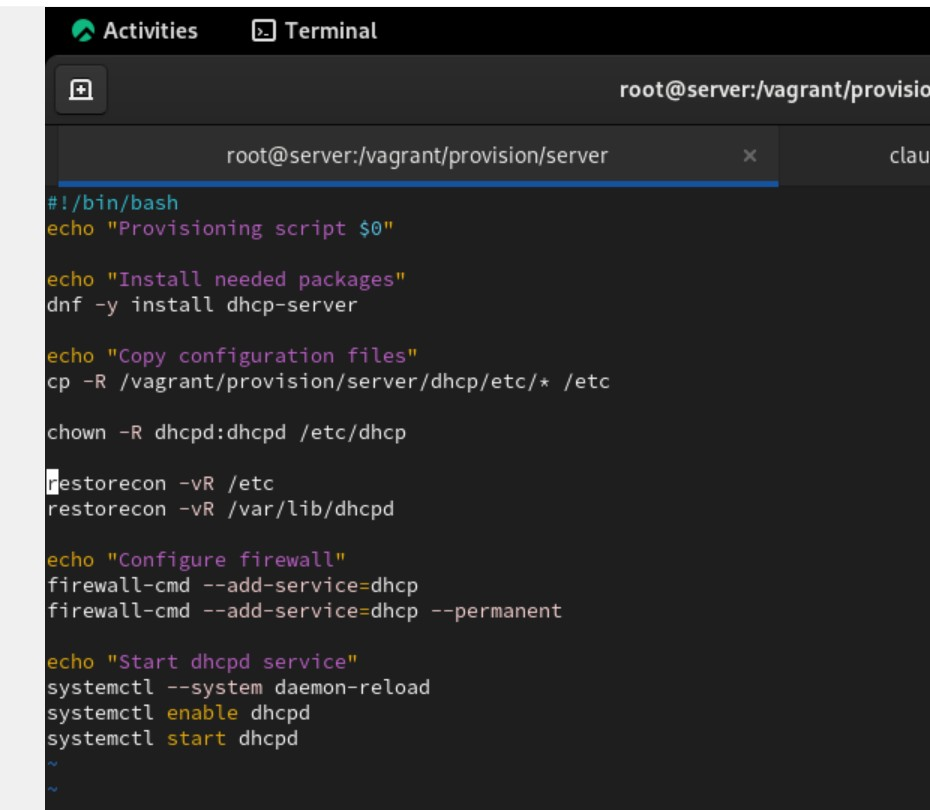 Activities Terminal
root@server:/vagrant/provisio
root@server:/vagrant/provision/server × clau
#!/bin/bash
echo "Provisioning script $0"
echo "Install needed packages"
dnf -y install dhcp-server
echo "Copy configuration files"
cp -R /vagrant/provision/server/dhcp/etc/* /etc
chown -R dhcpd:dhcpd /etc/dhcp
restorecon -vR /etc
restorecon -vR /var/lib/dhcpd
echo "Configure firewall"
firewall-cmd --add-service=dhcp
firewall-cmd --add-service=dhcp --permanent
echo "Start dhcpd service"
systemctl --system daemon-reload
systemctl enable dhcpd
systemctl start dhcpd
~
~